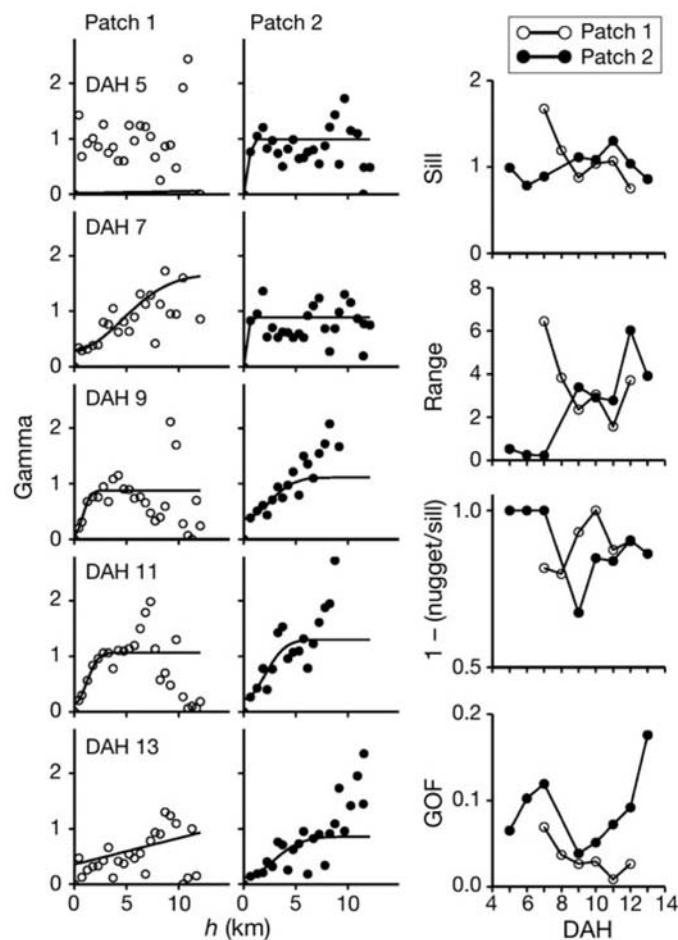 Patch 1
Patch 2
DAH 5
2
1
0
DAH 7
2
1
0
DAH 9
2
1
0
DAH 11
2
1
0
DAH 13
2
1
0
0
5
10
0
5
10
Gamma
h (km)
Patch 1
Patch 2
Sill
2
1
0
Range
8
6
4
2
0
1 – (nugget/sill)
1.0
0.5
GOF
0.2
0.1
0.0
4
6
8
10
12
14
DAH